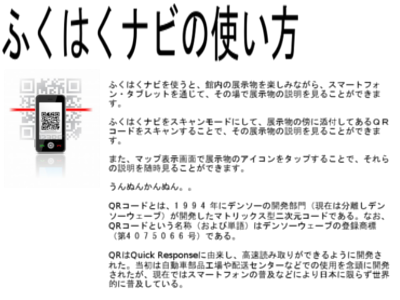 ふくはくナビの使い方
ふくはくナビを使うと、館内の展示物を楽しみながら、スマートフォ
ン・タブレットを通じて、その場で展示物の説明を見ることができま
す。
ふくはくナビをスキャンモードにして、展示物の傍に添付してあるＱＲ
コードをスキャンすることで、その展示物の説明を見ることができま
す。
また、マップ表示画面で展示物のアイコンをタップすることで、それら
の説明を随時見ることができます。
うんぬんかんぬん。。
QRコードとは、１９９４年にデンソーの開発部門（現在は分離しデン
ソーウェーブ）が開発したマトリックス型二次元コードである。なお、
QRコードという名称（および単語）はデンソーウェーブの登録商標
（第４０７５０６６号）である。
QRはQuick Responseに由来し、高速読み取りができるように開発さ
れた。当初は自動車部品工場や配送センターなどでの使用を念頭に開発
されたが、現在ではスマートフォンの普及などにより日本に限らず世界
的に普及している。